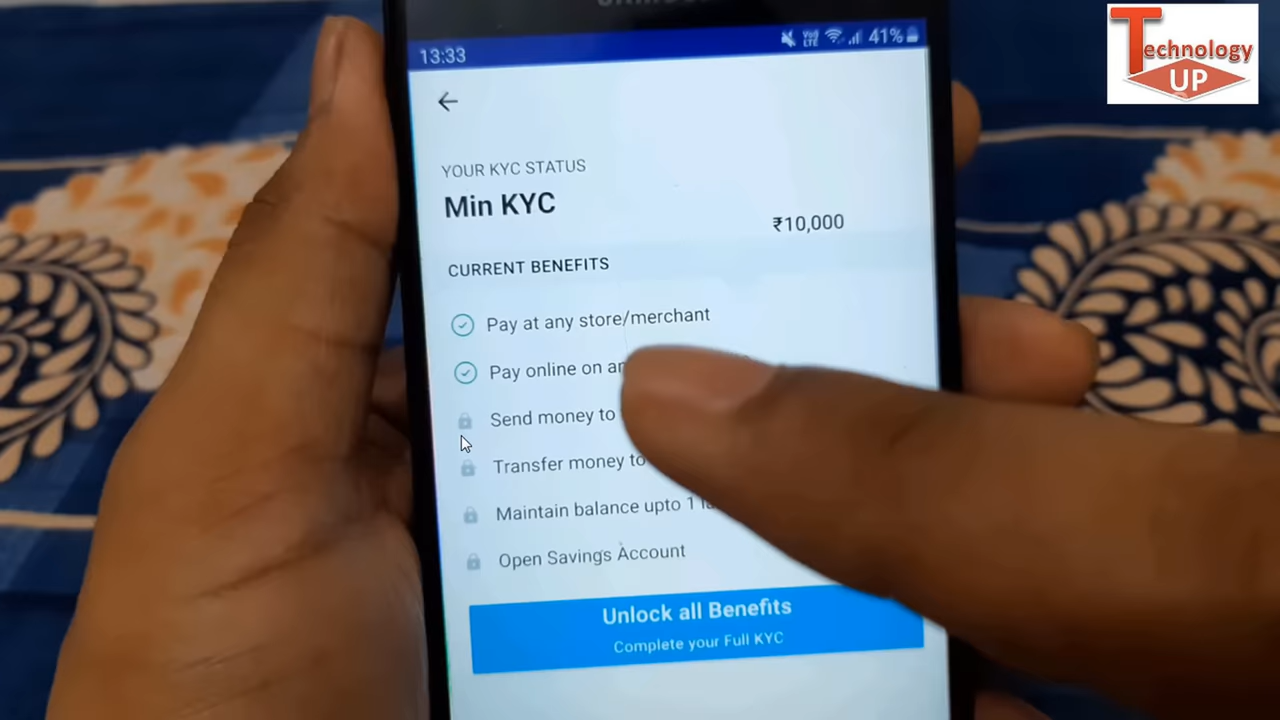 Technology
UP
13:33
VoD
LTE
41%
YOUR KYC STATUS
Min KYC
₹10,000
CURRENT BENEFITS
Pay at any store/merchant
Pay online on
Send money to
Transfer money to
Maintain balance upto 1
Open Savings Account
Unlock all Benefits
Complete your Full KYC